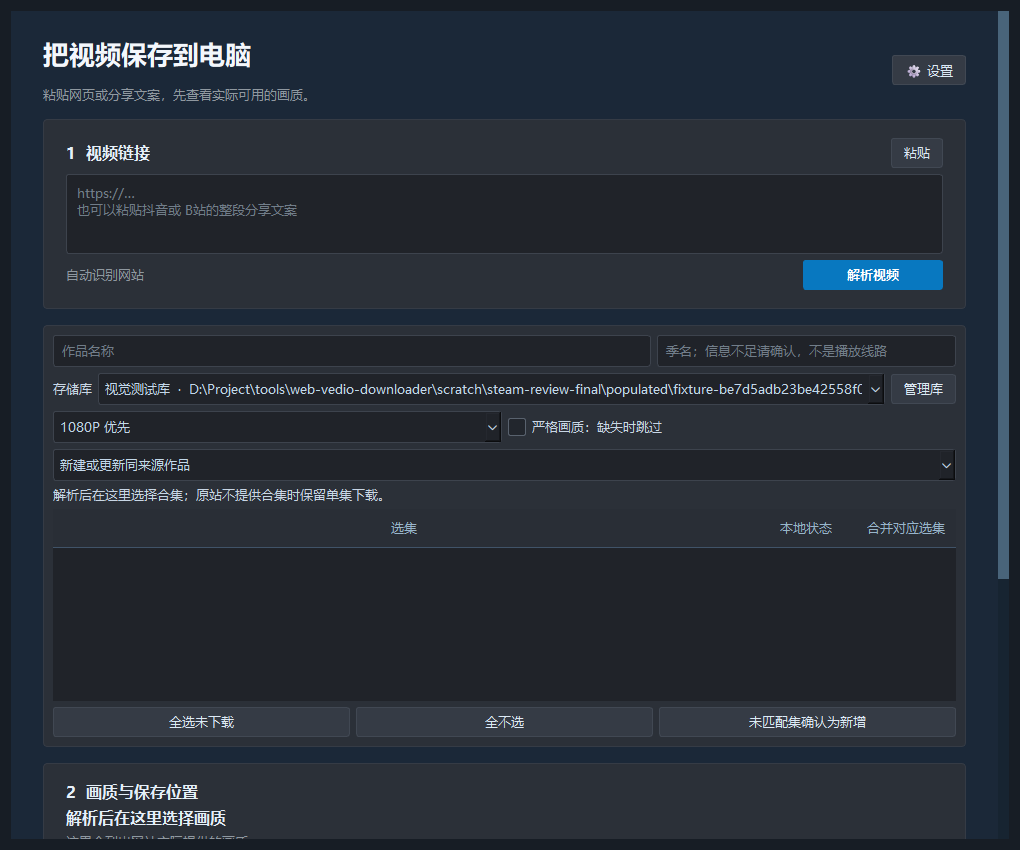 把视频保存到电脑
设置
粘贴网页或分享文案，先查看实际可用的画质。
1 视频链接
粘贴
https://...
也可以粘贴抖音或 B站的整段分享文案
自动识别网站
解析视频
作品名称
季名；信息不足请确认，不是播放线路
存储库 视觉测试库 · D:\Project\tools\web-vedio-downloader\scratch\steam-review-final\populated\fixture-be7d5adb23be42558f0
管理库
1080P 优先
严格画质：缺失时跳过
新建或更新同来源作品
解析后在这里选择合集；原站不提供合集时保留单集下载。
选集 本地状态 合并对应选集
全选未下载 全不选 未匹配集确认为新增
2 画质与保存位置
解析后在这里选择画质